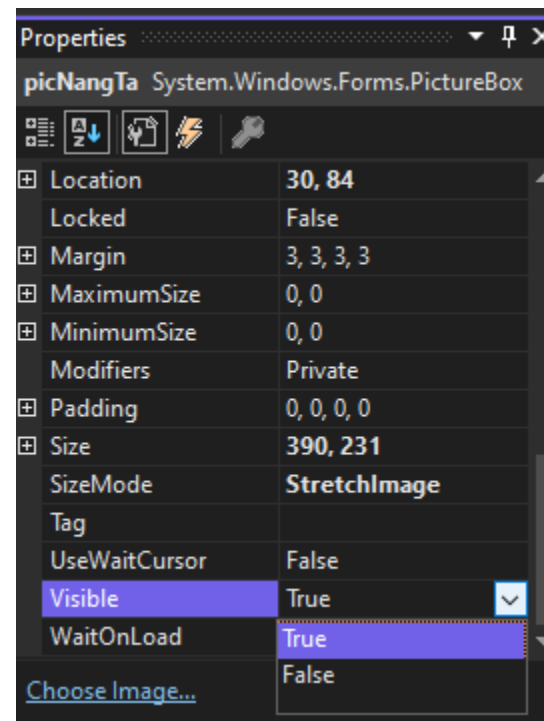 Properties
picNangTa System.Windows.Forms.PictureBox
Location 30, 84
Locked False
Margin 3, 3, 3, 3
MaximumSize 0, 0
MinimumSize 0, 0
Modifiers Private
Padding 0, 0, 0, 0
Size 390, 231
SizeMode StretchImage
Tag
UseWaitCursor False
Visible True
WaitOnLoad True
False
Choose Image...